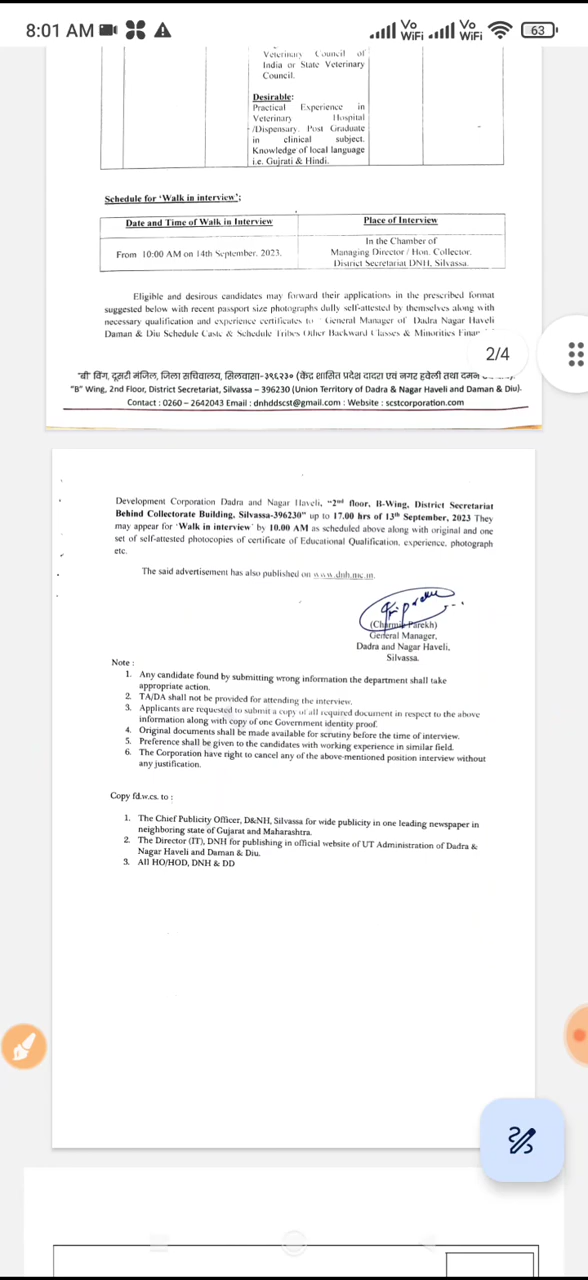 8:01 AM
Vo WiFi
Vo WiFi
63
Veterinary Council of
India or State Veterinary
Council.
Desirable:
Practical Experience in
Veterinary Hospital
/Dispensary. Post Graduate
in clinical subject.
Knowledge of local language
i.e. Gujrati & Hindi.
Schedule for 'Walk in interview';
Date and Time of Walk in Interview
Place of Interview
From 10:00 AM on 14th September, 2023.
In the Chamber of
Managing Director / Hon. Collector,
District Secretariat DNH, Silvassa.
Eligible and desirous candidates may forward their applications in the prescribed format
suggested below with recent passport size photographs dully self-attested by themselves along with
necessary qualification and experience certificates to General Manager of Dadra Nagar Haveli
Daman & Diu Schedule Caste & Schedule Tribes Other Backward Classes & Minorities
2/4
"बी" विंग, दूसरी मंजिल, जिला सचिवालय, सिलवासा-३९६२३० (केंद्र शासित प्रदेश दादरा एवं नगर हवेली तथा दमन
"B" Wing, 2nd Floor, District Secretariat, Silvassa – 396230 (Union Territory of Dadra & Nagar Haveli and Daman & Diu).
Contact : 0260 – 2642043 Email : dnhddscst@gmail.com : Website : scstcorporation.com
Development Corporation Dadra and Nagar Haveli, "2nd floor, B-Wing, District Secretariat
Behind Collectorate Building, Silvassa-396230" up to 17.00 hrs of 13th September, 2023 They
may appear for 'Walk in interview' by 10.00 AM as scheduled above along with original and one
set of self-attested photocopies of certificate of Educational Qualification, experience, photograph
etc.
The said advertisement has also published on www.dnh.nic.in.
Parekh)
General Manager,
Dadra and Nagar Haveli,
Silvassa.
Note :
1. Any candidate found by submitting wrong information the department shall take
appropriate action.
2. TA/DA shall not be provided for attending the interview.
3. Applicants are requested to submit a copy of all required document in respect to the above
information along with copy of one Government identity proof.
4. Original documents shall be made available for scrutiny before the time of interview.
5. Preference shall be given to the candidates with working experience in similar field.
6. The Corporation have right to cancel any of the above-mentioned position interview without
any justification.
Copy fd.w.cs. to :
1. The Chief Publicity Officer, D&NH, Silvassa for wide publicity in one leading newspaper in
neighboring state of Gujarat and Maharashtra.
2. The Director (IT), DNH for publishing in official website of UT Administration of Dadra &
Nagar Haveli and Daman & Diu.
3. All HO/HOD, DNH & DD